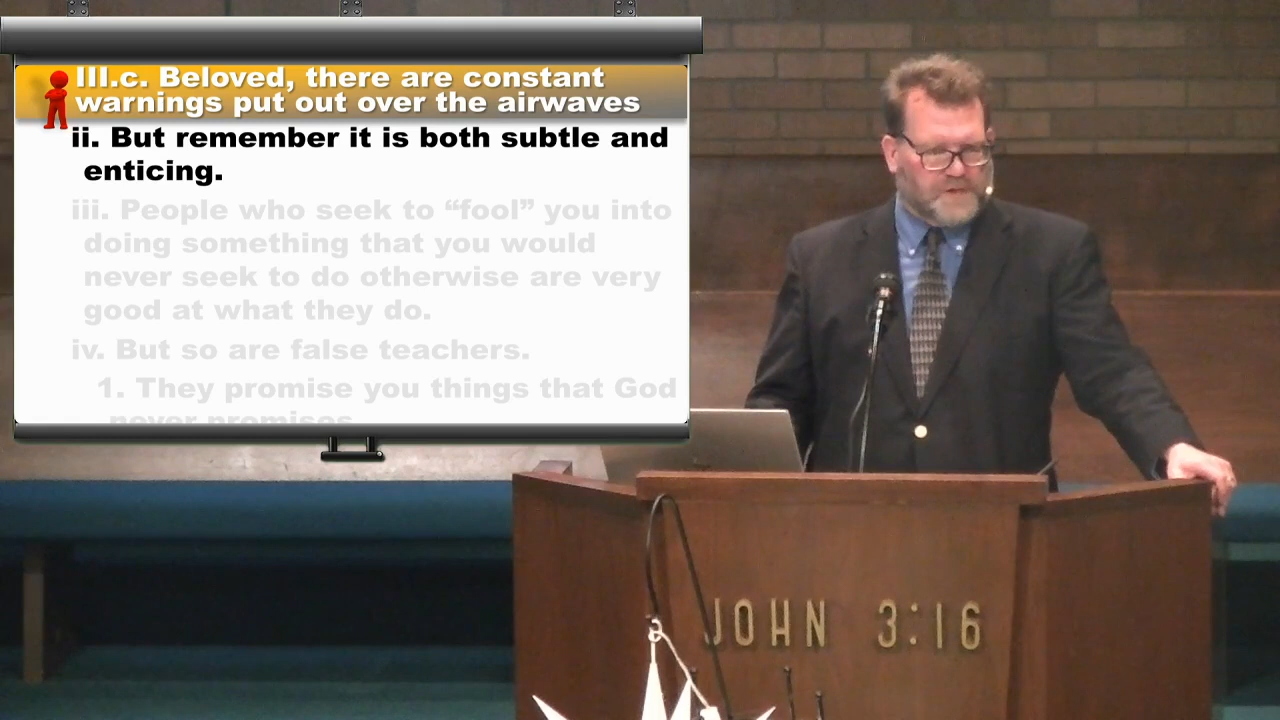 III.c. Beloved, there are constant
warnings put out over the airwaves
ii. But remember it is both subtle and
enticing.
iii. People who seek to “fool” you into
doing something that you would
never seek to do otherwise are very
good at what they do.
iv. But so are false teachers.
1. They promise you things that God
never promises
JOHN 3:16